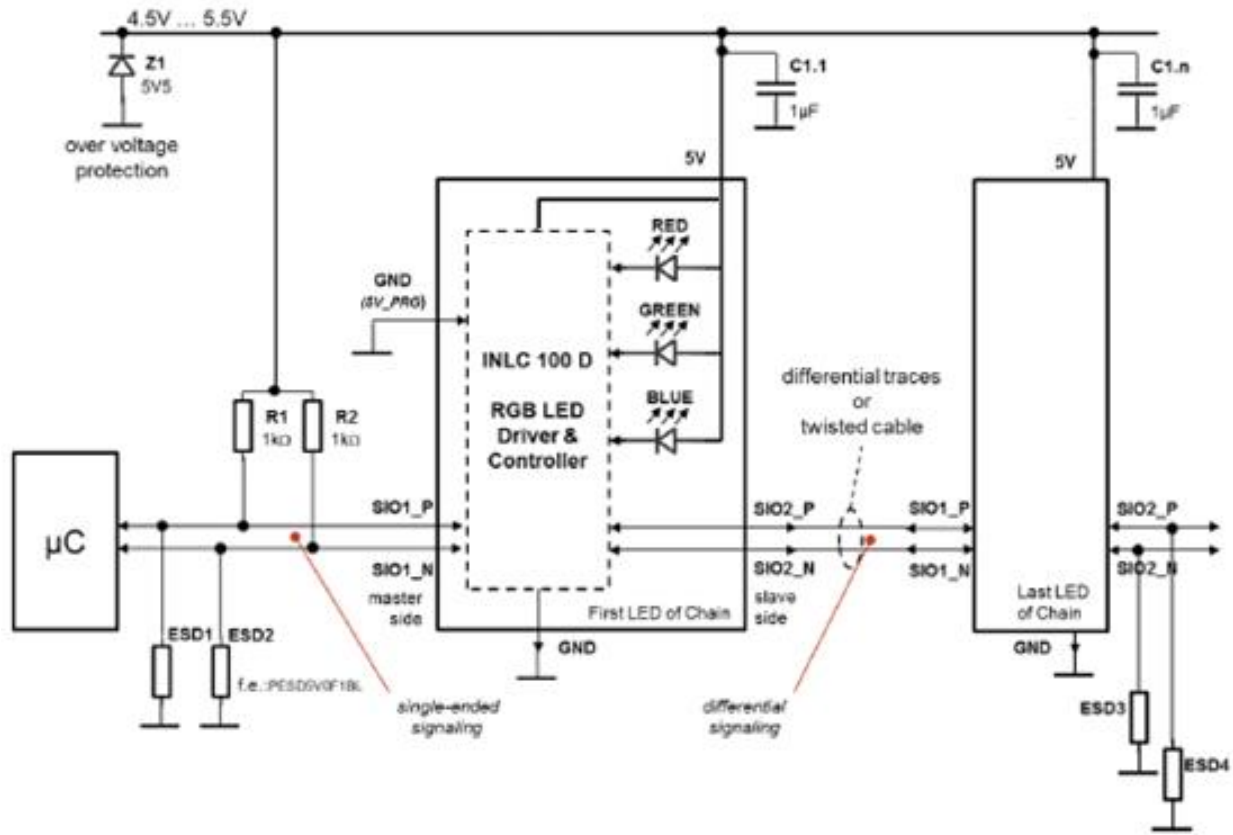 4.5V ... 5.5V
Z1
5V5
over voltage
protection
C1.1
1µF
C1.n
1µF
5V
5V
RED
GREEN
BLUE
GND
(5V_PRG)
INLC 100 D
RGB LED
Driver &
Controller
differential traces
or
twisted cable
R1
1kΩ
R2
1kΩ
µC
SIO1_P
SIO1_N
master
side
SIO2_P
SIO2_N
slave
side
First LED of Chain
SIO1_P
SIO1_N
SIO2_P
SIO2_N
Last LED
of Chain
GND
GND
ESD1
ESD2
f.e.:PESD5V0F1BL
single-ended
signaling
differential
signaling
ESD3
ESD4